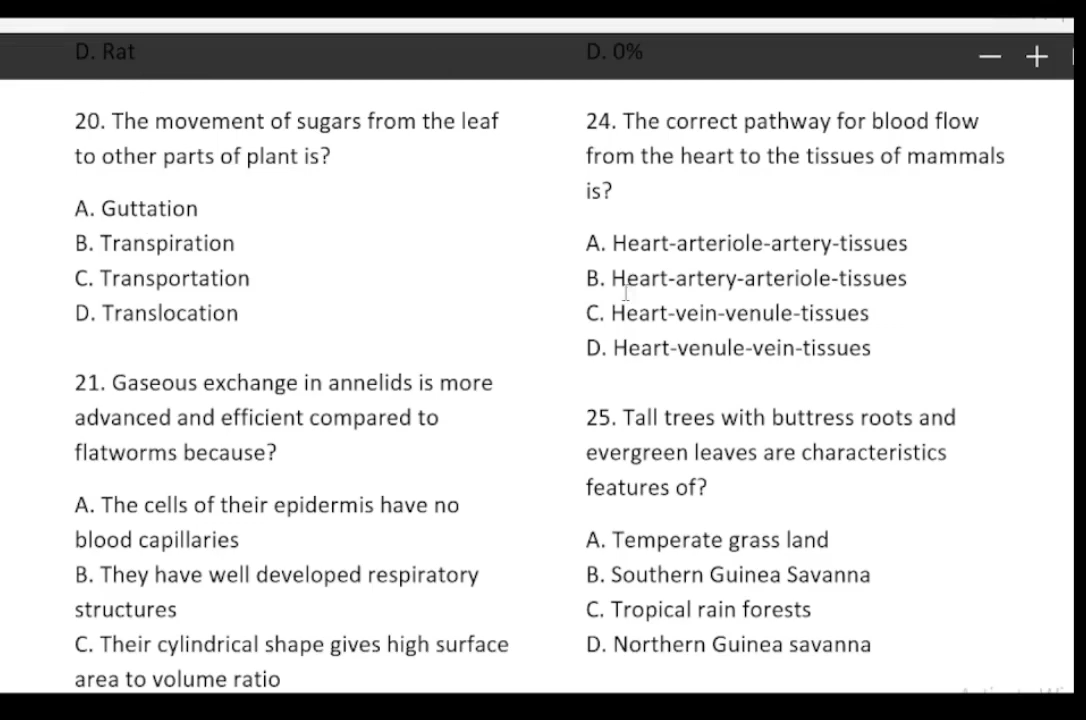 D. Rat
20. The movement of sugars from the leaf
to other parts of plant is?
A. Guttation
B. Transpiration
C. Transportation
D. Translocation
21. Gaseous exchange in annelids is more
advanced and efficient compared to
flatworms because?
A. The cells of their epidermis have no
blood capillaries
B. They have well developed respiratory
structures
C. Their cylindrical shape gives high surface
area to volume ratio
D. 0%
24. The correct pathway for blood flow
from the heart to the tissues of mammals
is?
A. Heart-arteriole-artery-tissues
B. Heart-artery-arteriole-tissues
C. Heart-vein-venule-tissues
D. Heart-venule-vein-tissues
25. Tall trees with buttress roots and
evergreen leaves are characteristics
features of?
A. Temperate grass land
B. Southern Guinea Savanna
C. Tropical rain forests
D. Northern Guinea savanna